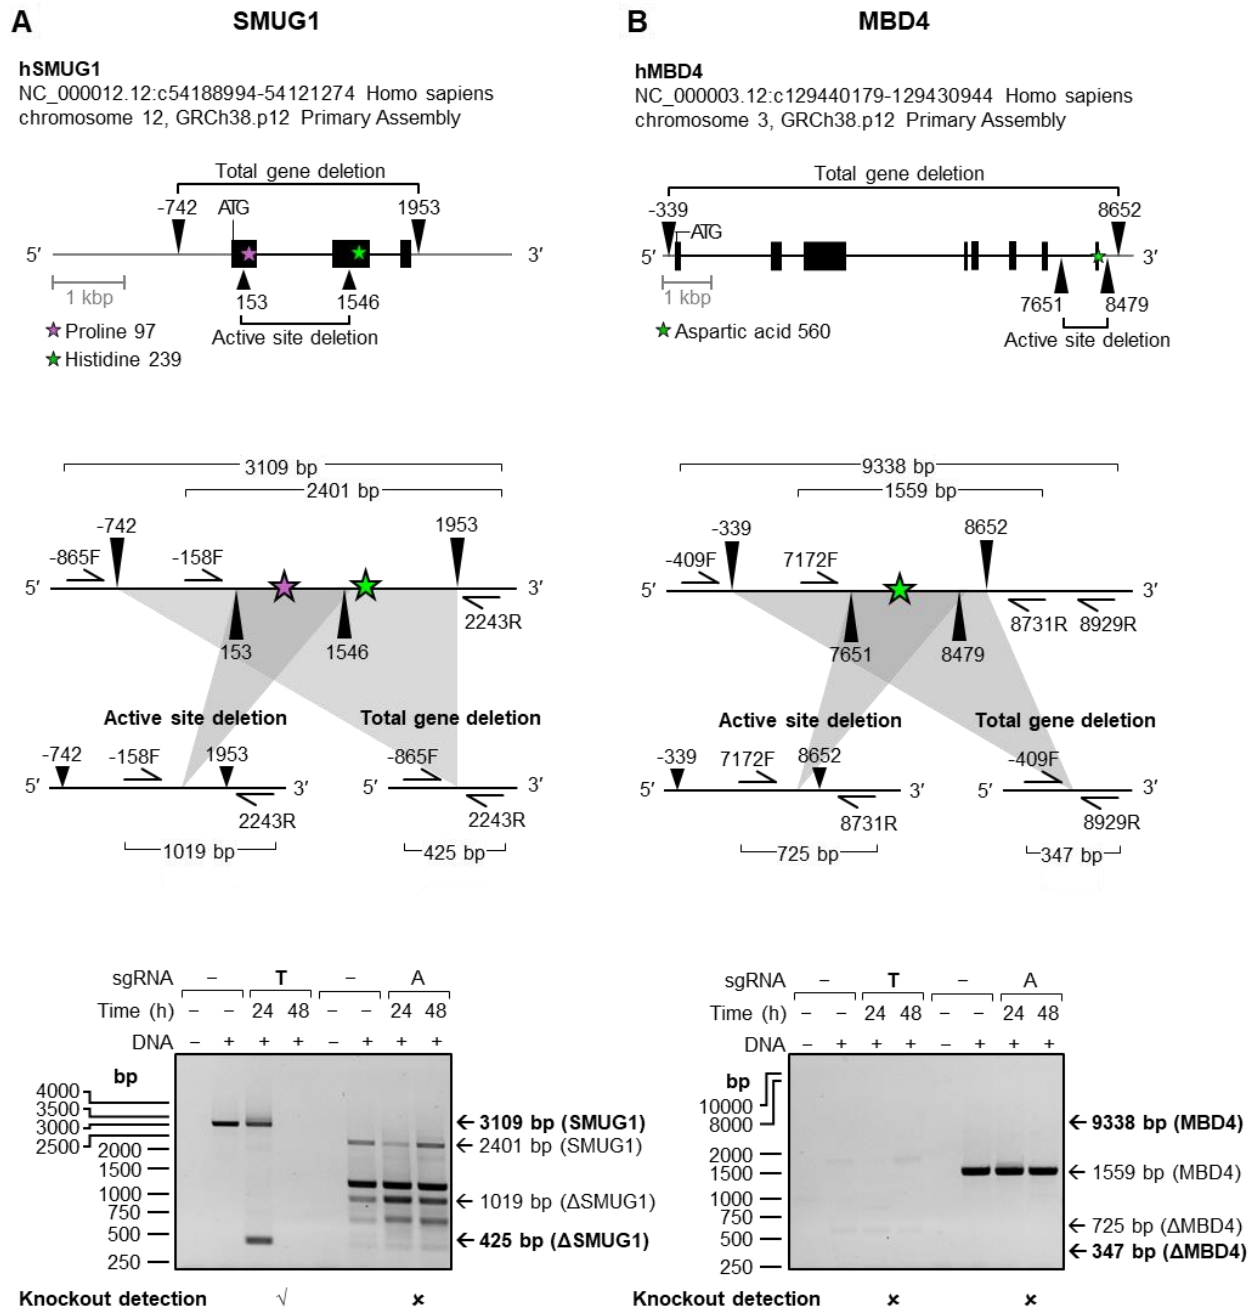 A
SMUG1
hSMUG1
NC_000012.12:c54188994-54121274 Homo sapiens
chromosome 12, GRCh38.p12 Primary Assembly
Total gene deletion
-742
ATG
1953
5′
3′
1 kbp
153
1546
Proline 97
Histidine 239
Active site deletion
3109 bp
2401 bp
-742
1953
-865F
-158F
5′
3′
2243R
153
1546
Active site deletion
Total gene deletion
-742
-158F
1953
-865F
5′
3′
5′
3′
2243R
2243R
1019 bp
425 bp
sgRNA
–
T
–
A
Time (h)
–
–
24
48
–
–
24
48
DNA
–
+
+
+
–
+
+
+
bp
4000
3500
3000
2500
2000
1500
1000
750
500
250
← 3109 bp (SMUG1)
← 2401 bp (SMUG1)
← 1019 bp (ΔSMUG1)
← 425 bp (ΔSMUG1)
Knockout detection
√
✘
B
MBD4
hMBD4
NC_000003.12:c129440179-129430944 Homo sapiens
chromosome 3, GRCh38.p12 Primary Assembly
Total gene deletion
-339
ATG
8652
5′
3′
1 kbp
7651
8479
Aspartic acid 560
Active site deletion
9338 bp
1559 bp
-339
8652
-409F
7172F
5′
3′
8731R
8929R
7651
8479
Active site deletion
Total gene deletion
-339
7172F
8652
-409F
5′
3′
5′
3′
8731R
8929R
725 bp
347 bp
sgRNA
–
T
–
A
Time (h)
–
–
24
48
–
–
24
48
DNA
–
+
+
+
–
+
+
+
bp
10000
8000
2000
1500
1000
750
500
250
← 9338 bp (MBD4)
← 1559 bp (MBD4)
← 725 bp (ΔMBD4)
← 347 bp (ΔMBD4)
Knockout detection
✘
✘